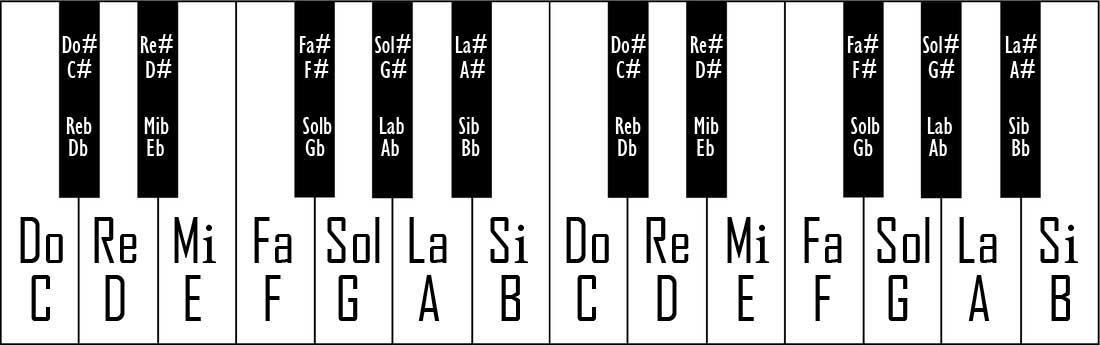 Do# Re# Fa# Sol# La# Do# Re# Fa# Sol# La#
C# D# F# G# A# C# D# F# G# A#
Reb Mib Solb Lab Sib Reb Mib Solb Lab Sib
Db Eb Gb Ab Bb Db Eb Gb Ab Bb
Do Re Mi Fa Sol La Si Do Re Mi Fa Sol La Si
C D E F G A B C D E F G A B